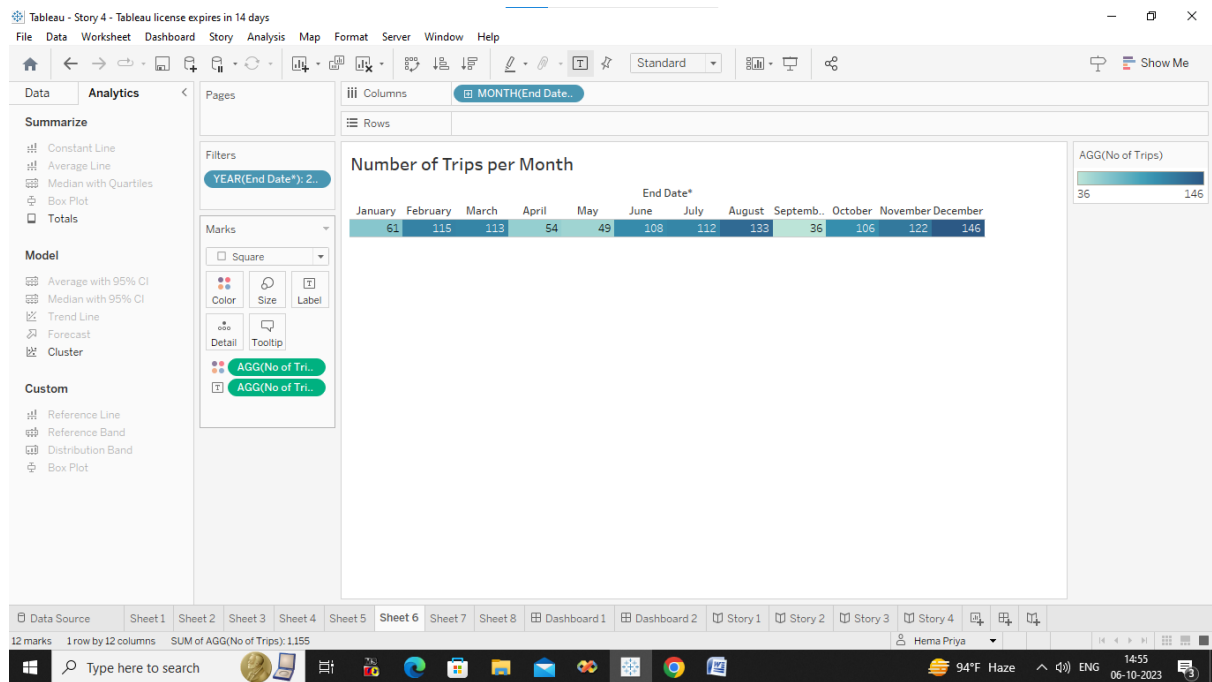 Tableau - Story 4 - Tableau license expires in 14 days
File Data Worksheet Dashboard Story Analysis Map Format Server Window Help
Standard
Show Me
Data Analytics
Pages
Columns
MONTH(End Date..
Rows
Summarize
Constant Line
Average Line
Median with Quartiles
Box Plot
Totals
Model
Average with 95% CI
Median with 95% CI
Trend Line
Forecast
Cluster
Custom
Reference Line
Reference Band
Distribution Band
Box Plot
Filters
YEAR(End Date*): 2..
Marks
Square
Color Size Label
Detail Tooltip
AGG(No of Tri..
AGG(No of Tri..
Number of Trips per Month
End Date*
January February March April May June July August Septemb.. October November December
61 115 113 54 49 108 112 133 36 106 122 146
AGG(No of Trips)
36 146
Data Source Sheet 1 Sheet 2 Sheet 3 Sheet 4 Sheet 5 Sheet 6 Sheet 7 Sheet 8 Dashboard 1 Dashboard 2 Story 1 Story 2 Story 3 Story 4
12 marks 1 row by 12 columns SUM of AGG(No of Trips): 1,155
Hema Priya
Type here to search
94°F Haze
ENG
14:55
06-10-2023
3